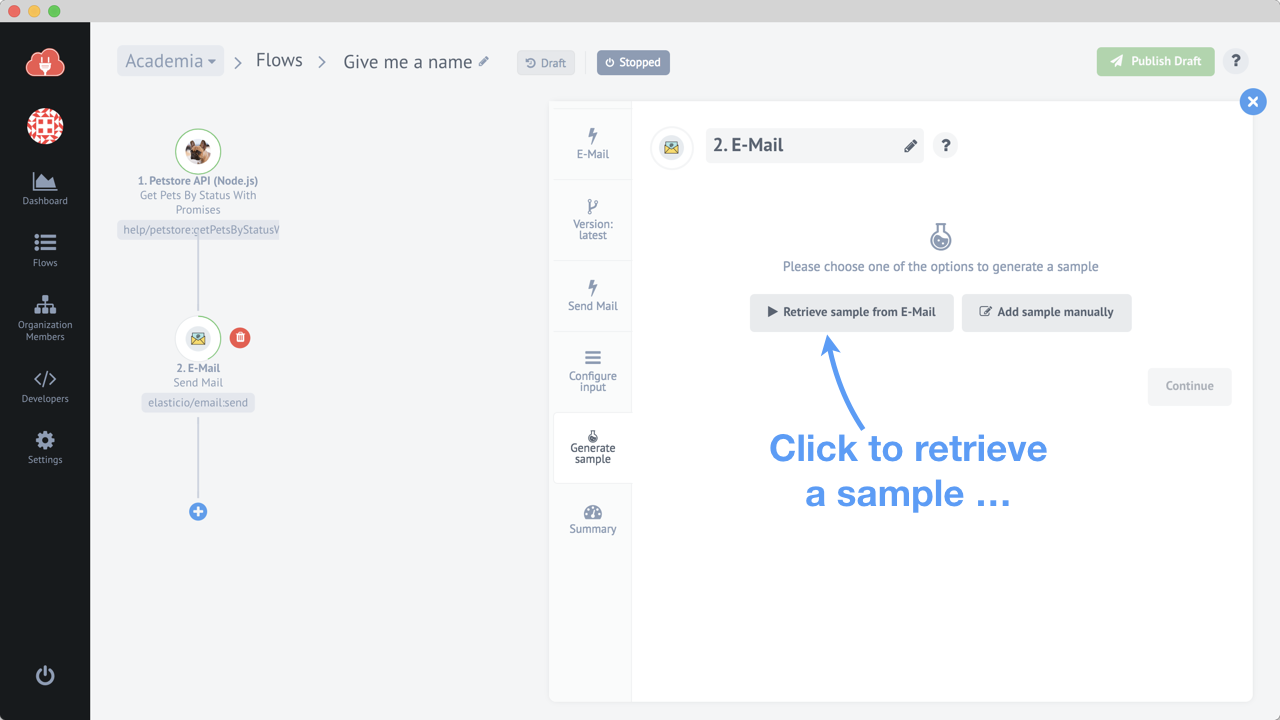 Academia
Flows
Give me a name
Draft
Stopped
Publish Draft
?
Dashboard
Flows
Organization
Members
Developers
Settings
1. Petstore API (Node.js)
Get Pets By Status With
Promises
help/petstore:getPetsByStatusW
2. E-Mail
Send Mail
elasticio/email:send
E-Mail
Version:
latest
Send Mail
Configure
input
Generate
sample
Summary
2. E-Mail
?
Please choose one of the options to generate a sample
Retrieve sample from E-Mail
Add sample manually
Continue
Click to retrieve
a sample ...